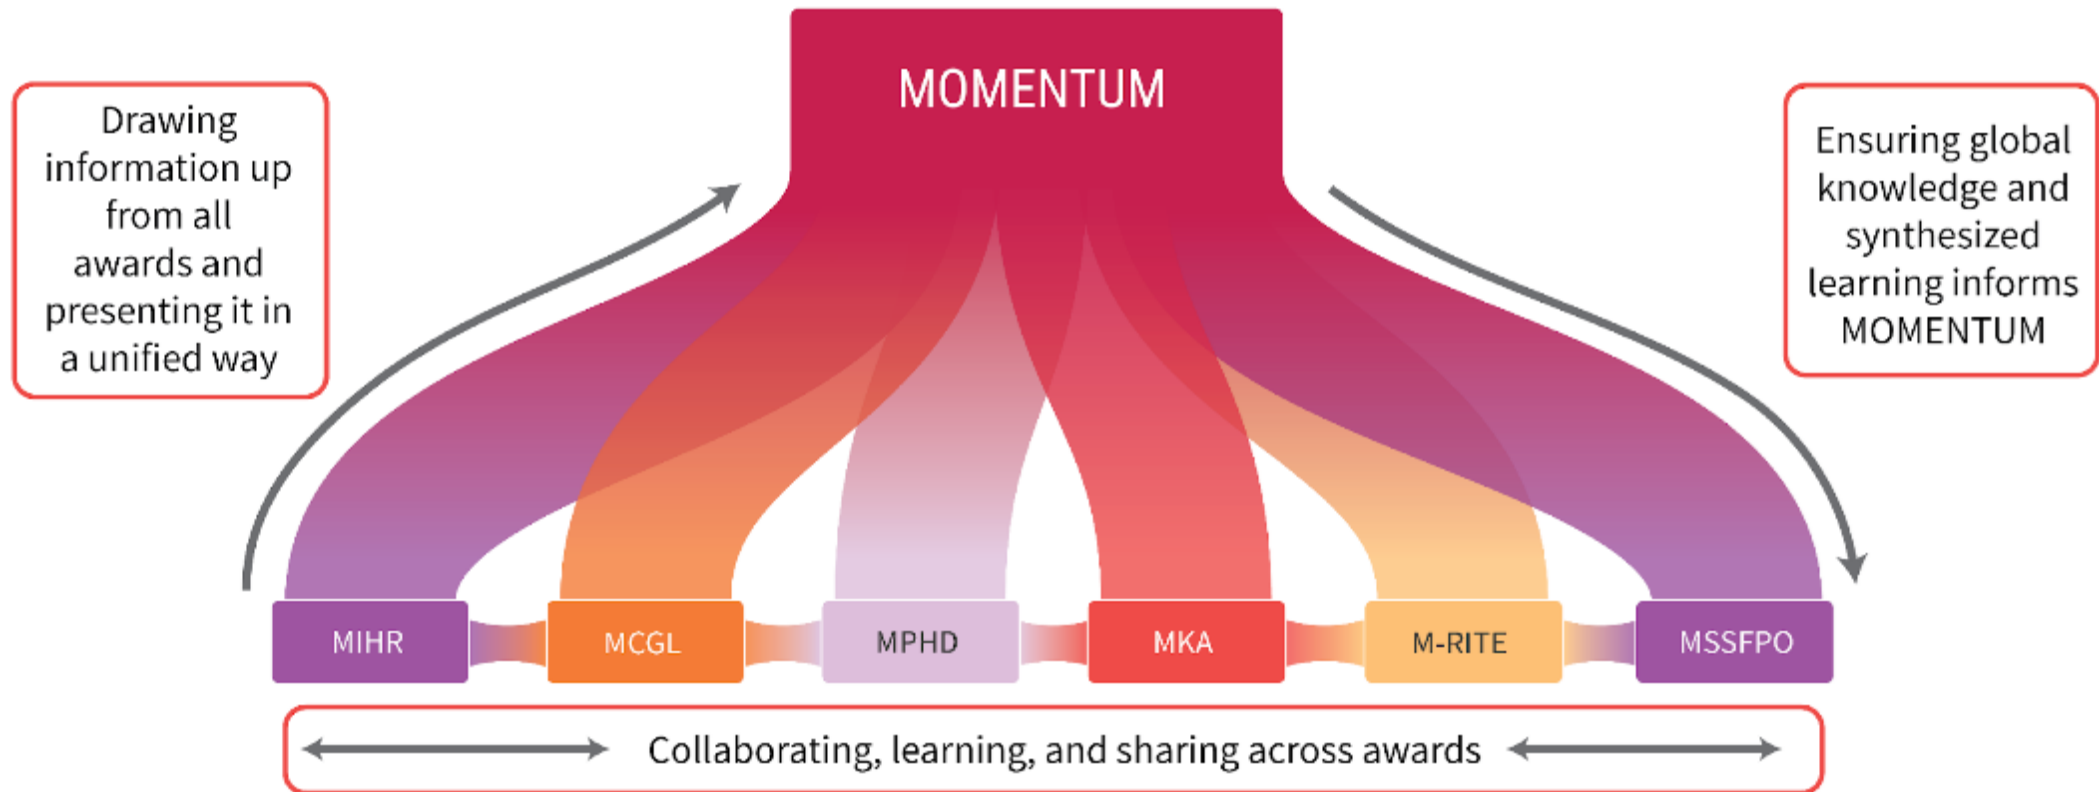 MOMENTUM
Drawing
information up
from all
awards and
presenting it in
a unified way
Ensuring global
knowledge and
synthesized
learning informs
MOMENTUM
MIHR
MCGL
MPHD
MKA
M-RITE
MSSFPO
Collaborating, learning, and sharing across awards